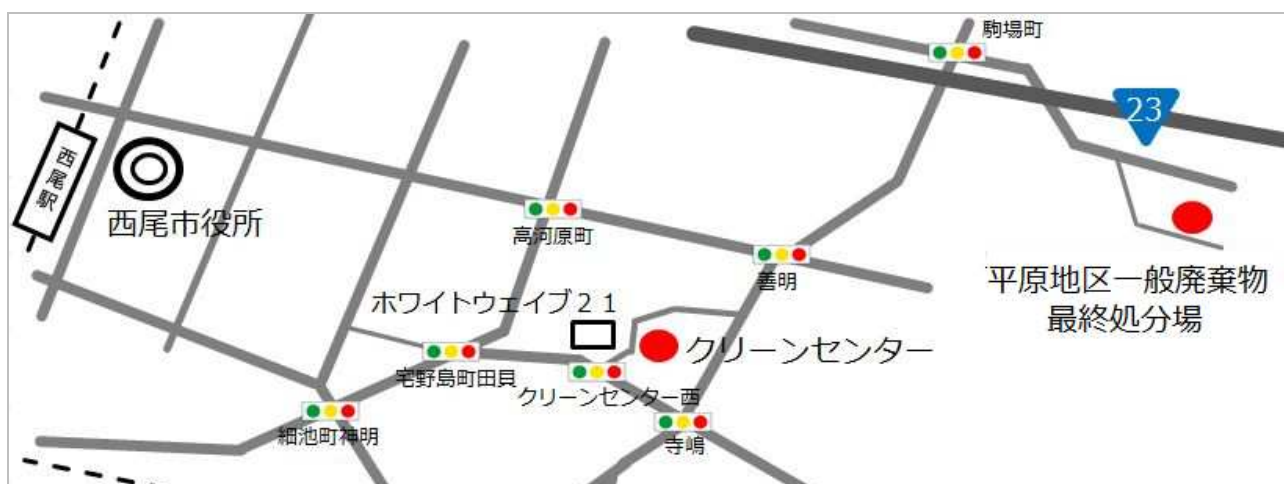 駒場町
23
西尾駅
西尾市役所
高河原町
善明
平原地区一般廃棄物
最終処分場
ホワイトウェイブ２１
クリーンセンター
宅野島町田貝
クリーンセンター西
細池町神明
寺嶋